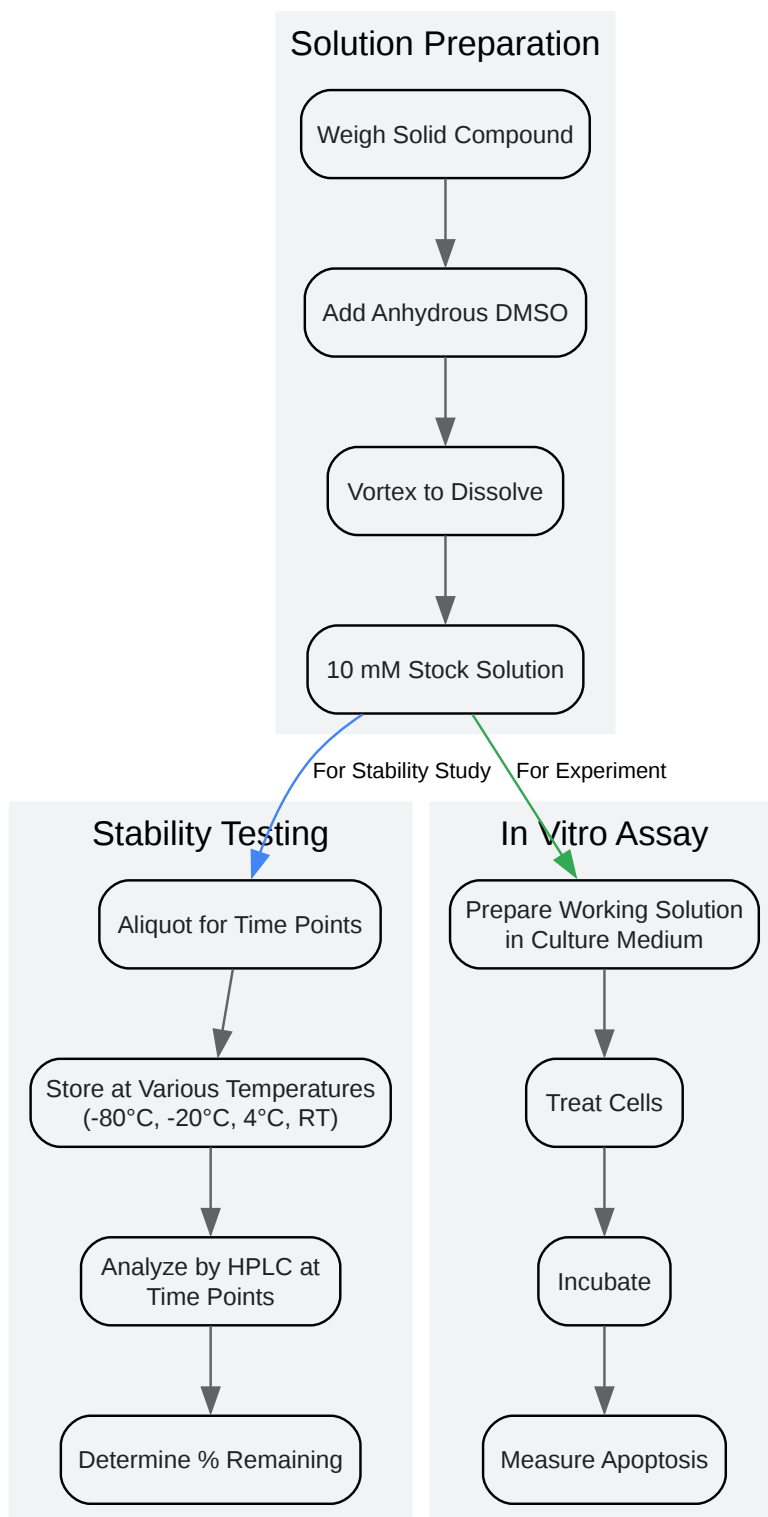 Solution Preparation
Weigh Solid Compound
Add Anhydrous DMSO
Vortex to Dissolve
10 mM Stock Solution
For Stability Study
For Experiment
Stability Testing
Aliquot for Time Points
Store at Various Temperatures
(-80°C, -20°C, 4°C, RT)
Analyze by HPLC at
Time Points
Determine % Remaining
In Vitro Assay
Prepare Working Solution
in Culture Medium
Treat Cells
Incubate
Measure Apoptosis